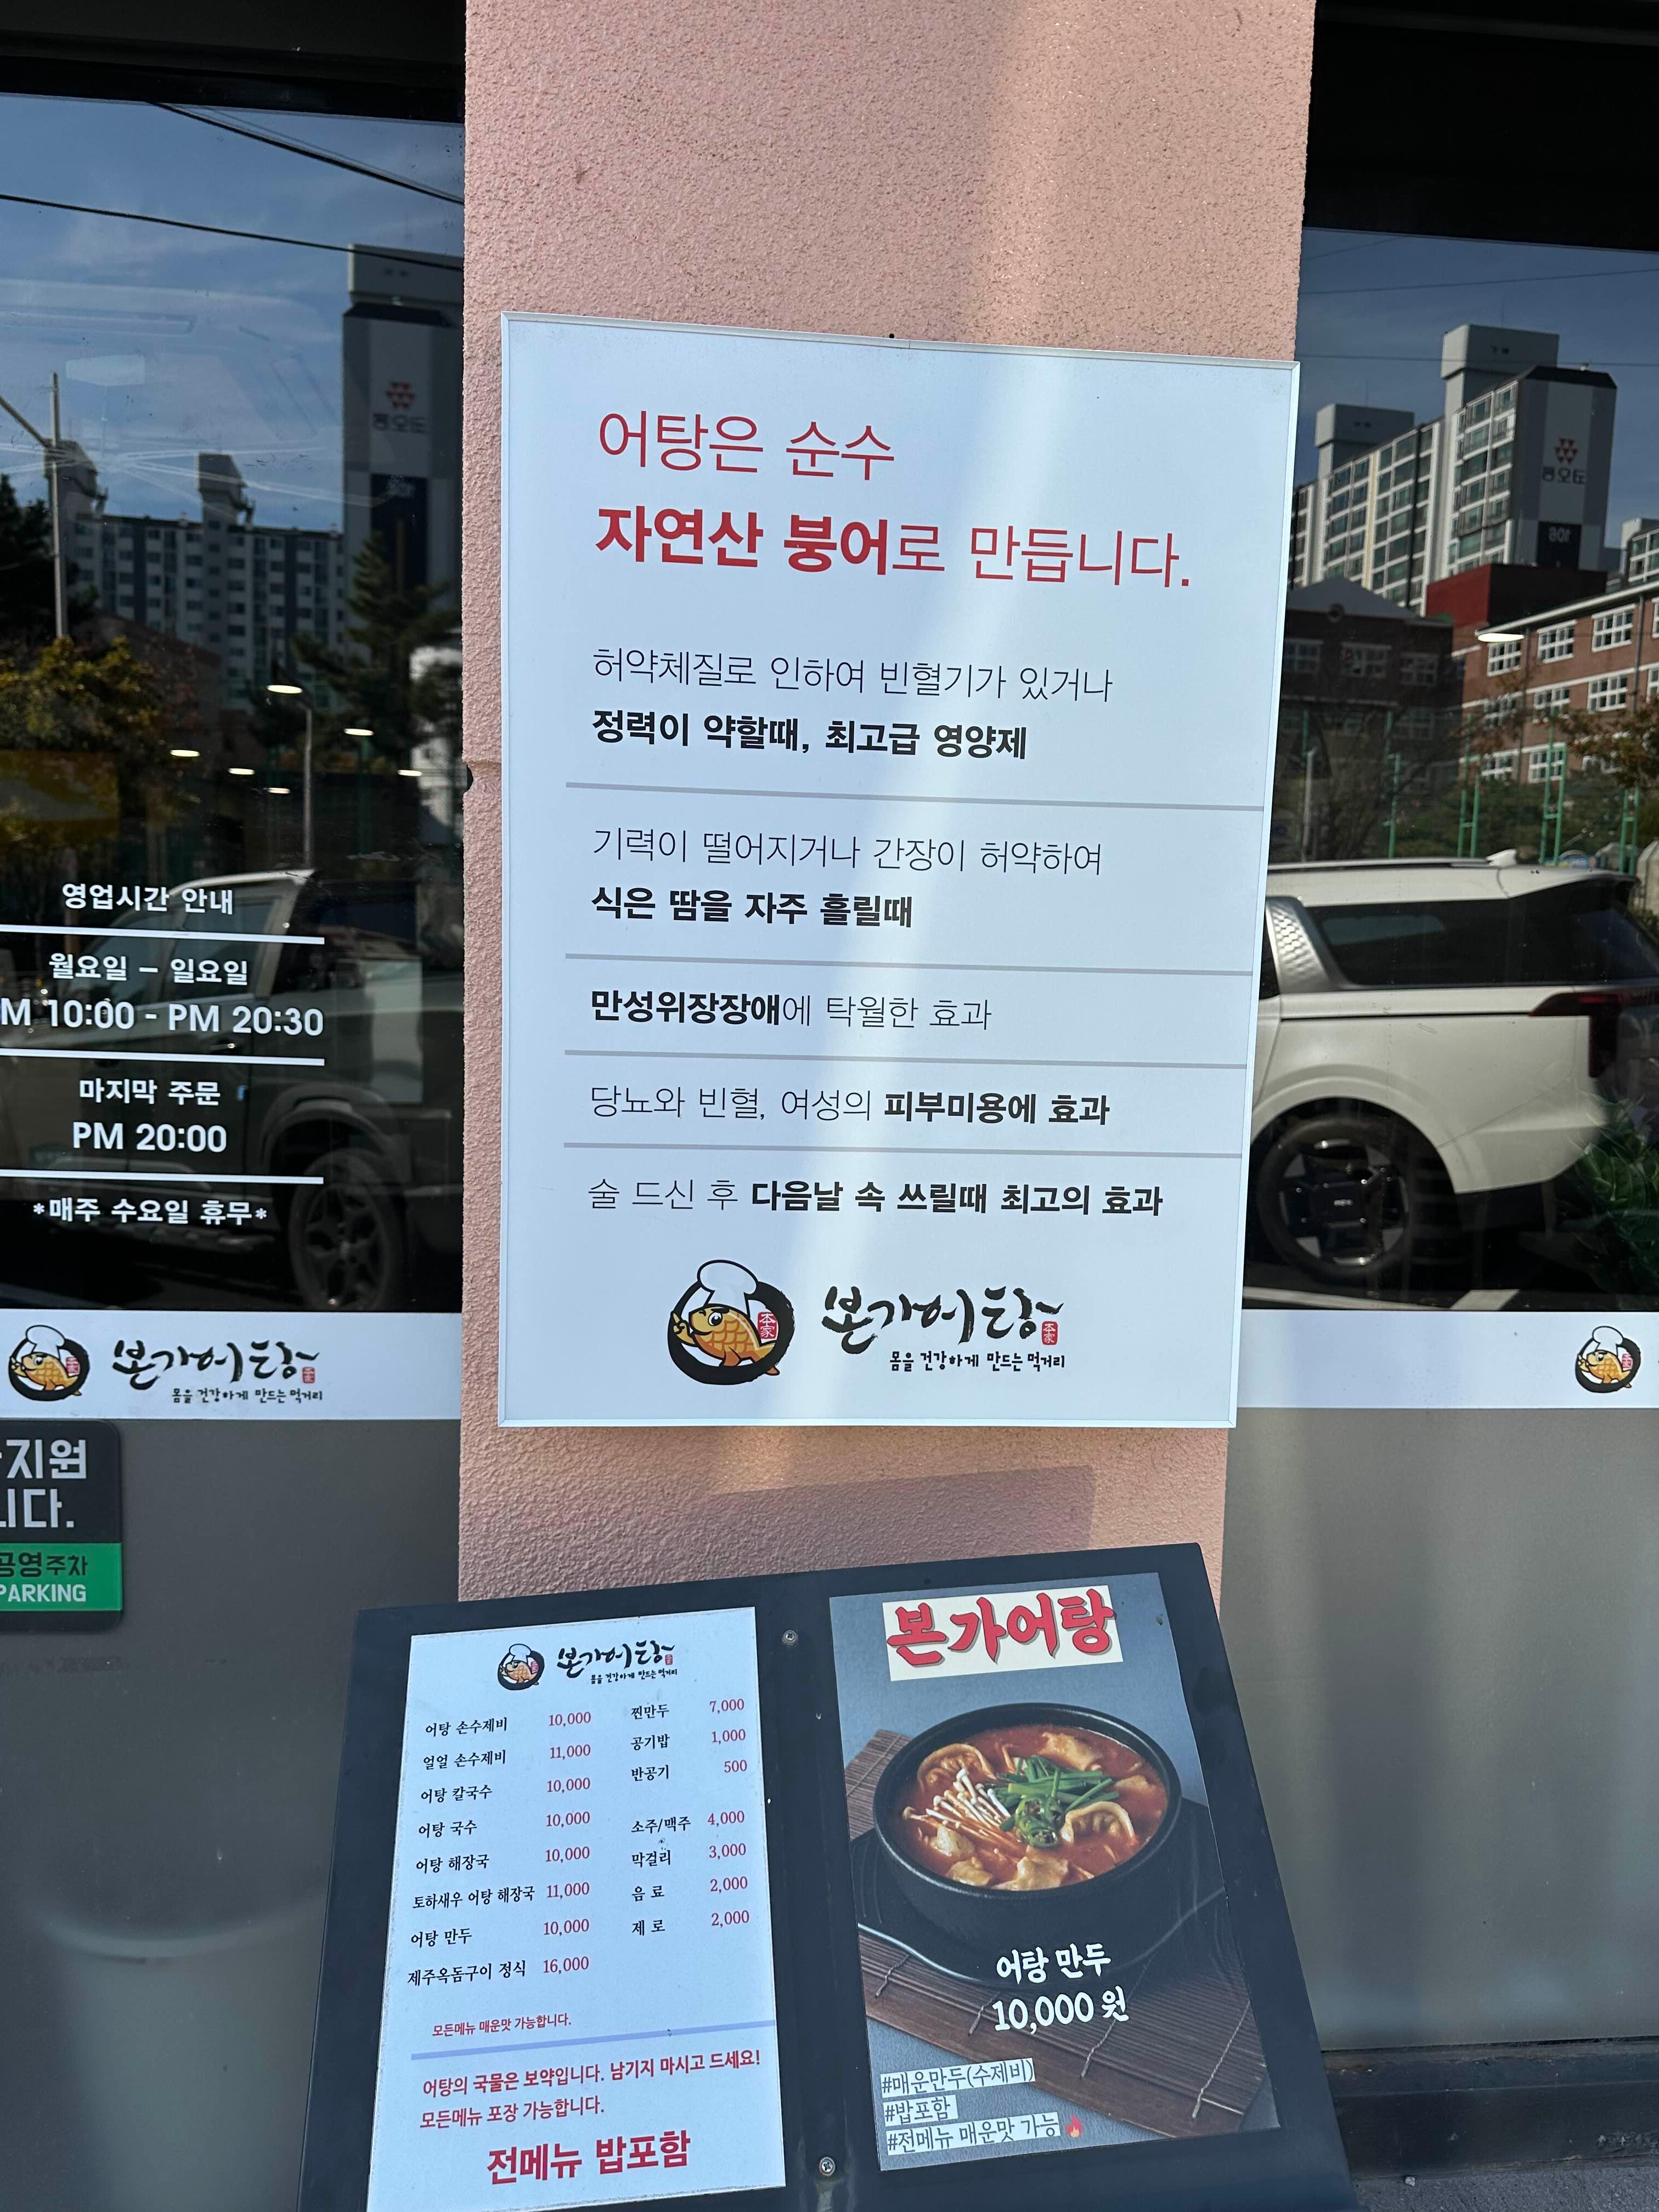 어탕은 순수
자연산 붕어로 만듭니다.
허약체질로 인하여 빈혈기가 있거나
정력이 약할때, 최고급 영양제
기력이 떨어지거나 간장이 허약하여
식은 땀을 자주 흘릴때
만성위장장애에 탁월한 효과
당뇨와 빈혈, 여성의 피부미용에 효과
술 드신 후 다음날 속 쓰릴때 최고의 효과
本家
본가어탕 本家
몸을 건강하게 만드는 먹거리
영업시간 안내
월요일 – 일요일
M 10:00 - PM 20:30
마지막 주문
PM 20:00
*매주 수요일 휴무*
본가어탕
몸을 건강하게 만드는 먹거리
지원
니다.
공영주차
PARKING
본가어탕
몸을 건강하게 만드는 먹거리
어탕 손수제비 10,000
얼얼 손수제비 11,000
어탕 칼국수 10,000
어탕 국수 10,000
어탕 해장국 10,000
토하새우 어탕 해장국 11,000
어탕 만두 10,000
제주옥돔구이 정식 16,000
찐만두 7,000
공기밥 1,000
반공기 500
소주/맥주 4,000
막걸리 3,000
음료 2,000
제로 2,000
모든메뉴 매운맛 가능합니다.
어탕의 국물은 보약입니다. 남기지 마시고 드세요!
모든메뉴 포장 가능합니다.
전메뉴 밥포함
본가어탕
어탕 만두
10,000 원
#매운만두(수제비)
#밥포함
#전메뉴 매운맛 가능🔥